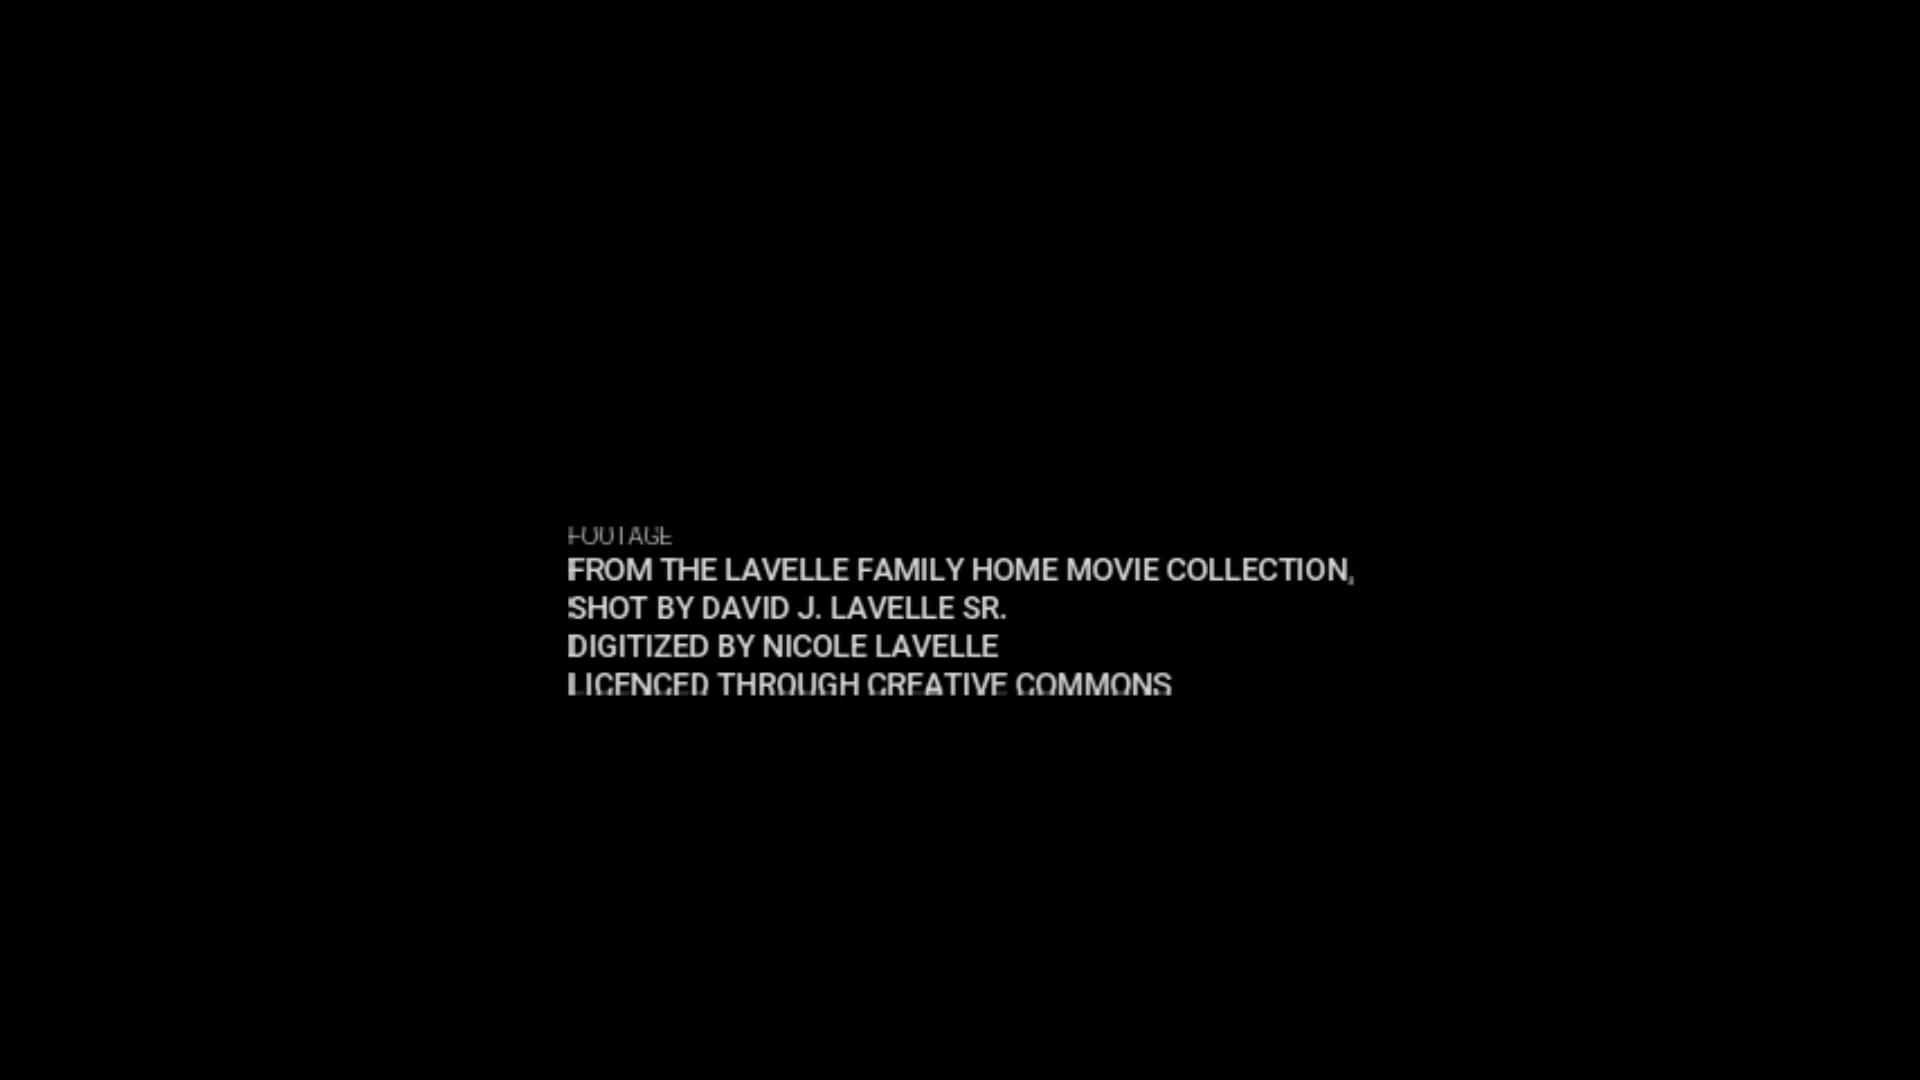 FOOTAGE
FROM THE LAVELLE FAMILY HOME MOVIE COLLECTION,
SHOT BY DAVID J. LAVELLE SR.
DIGITIZED BY NICOLE LAVELLE
LICENCED THROUGH CREATIVE COMMONS